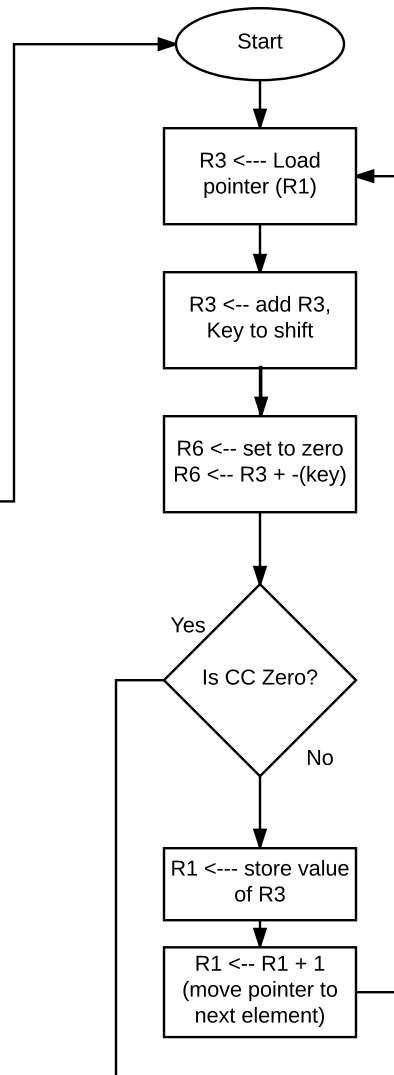 Start
R3 <--- Load
pointer (R1)
R3 <-- add R3,
Key to shift
R6 <-- set to zero
R6 <-- R3 + -(key)
Yes
Is CC Zero?
No
R1 <--- store value
of R3
R1 <-- R1 + 1
(move pointer to
next element)